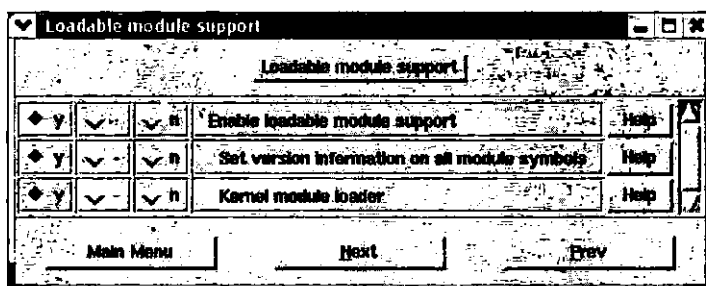 Loadable module support
Loadable module support
y - n Enable loadable module support Help
y - n Set version information on all module symbols Help
y - n Kernel module loader Help
Main Menu Next Prev